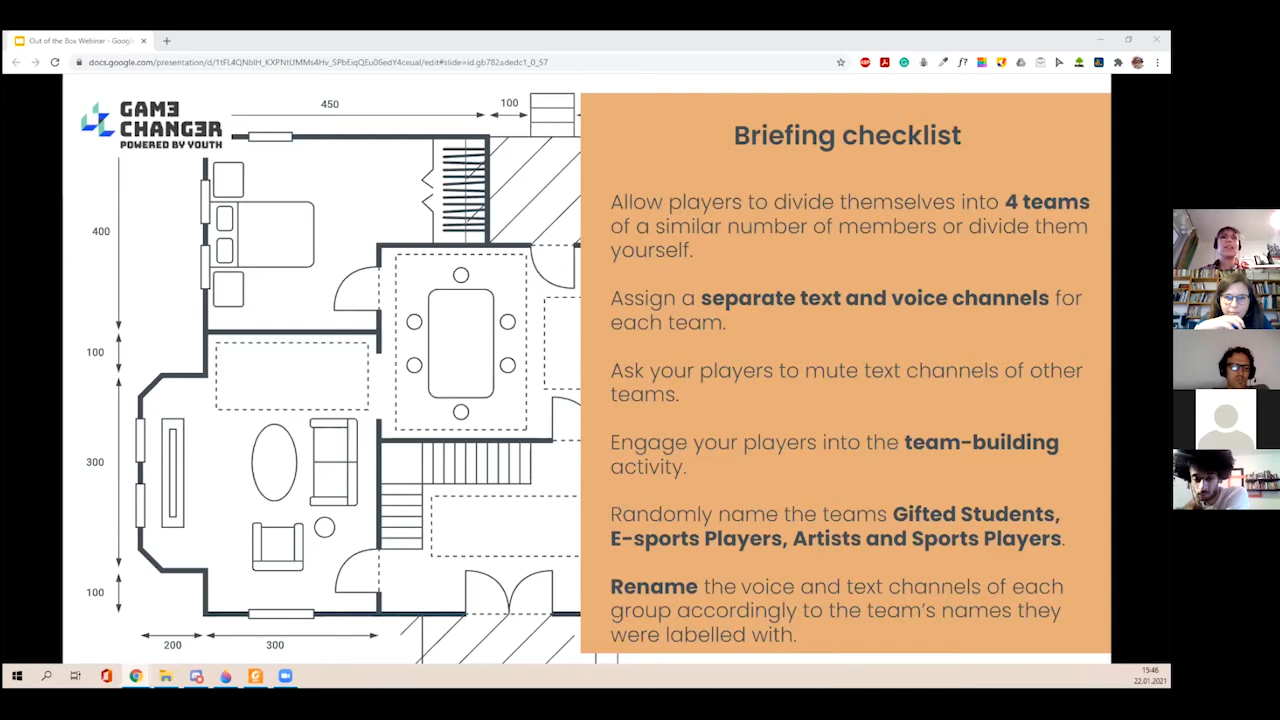 Out of the Box Webinar - Googl
docs.google.com/presentation/d/1tFL4QNblH_KXPNtUMMs4Hv_SPbEiqQEu06edY4ceuaI/edit#slide=id.gb782adedc1_0_57
GAME
CHANGER
POWERED BY YOUTH
450
100
400
100
300
100
200
300
Briefing checklist
Allow players to divide themselves into 4 teams
of a similar number of members or divide them
yourself.
Assign a separate text and voice channels for
each team.
Ask your players to mute text channels of other
teams.
Engage your players into the team-building
activity.
Randomly name the teams Gifted Students,
E-sports Players, Artists and Sports Players.
Rename the voice and text channels of each
group accordingly to the team's names they
were labelled with.
15:46
22.01.2021